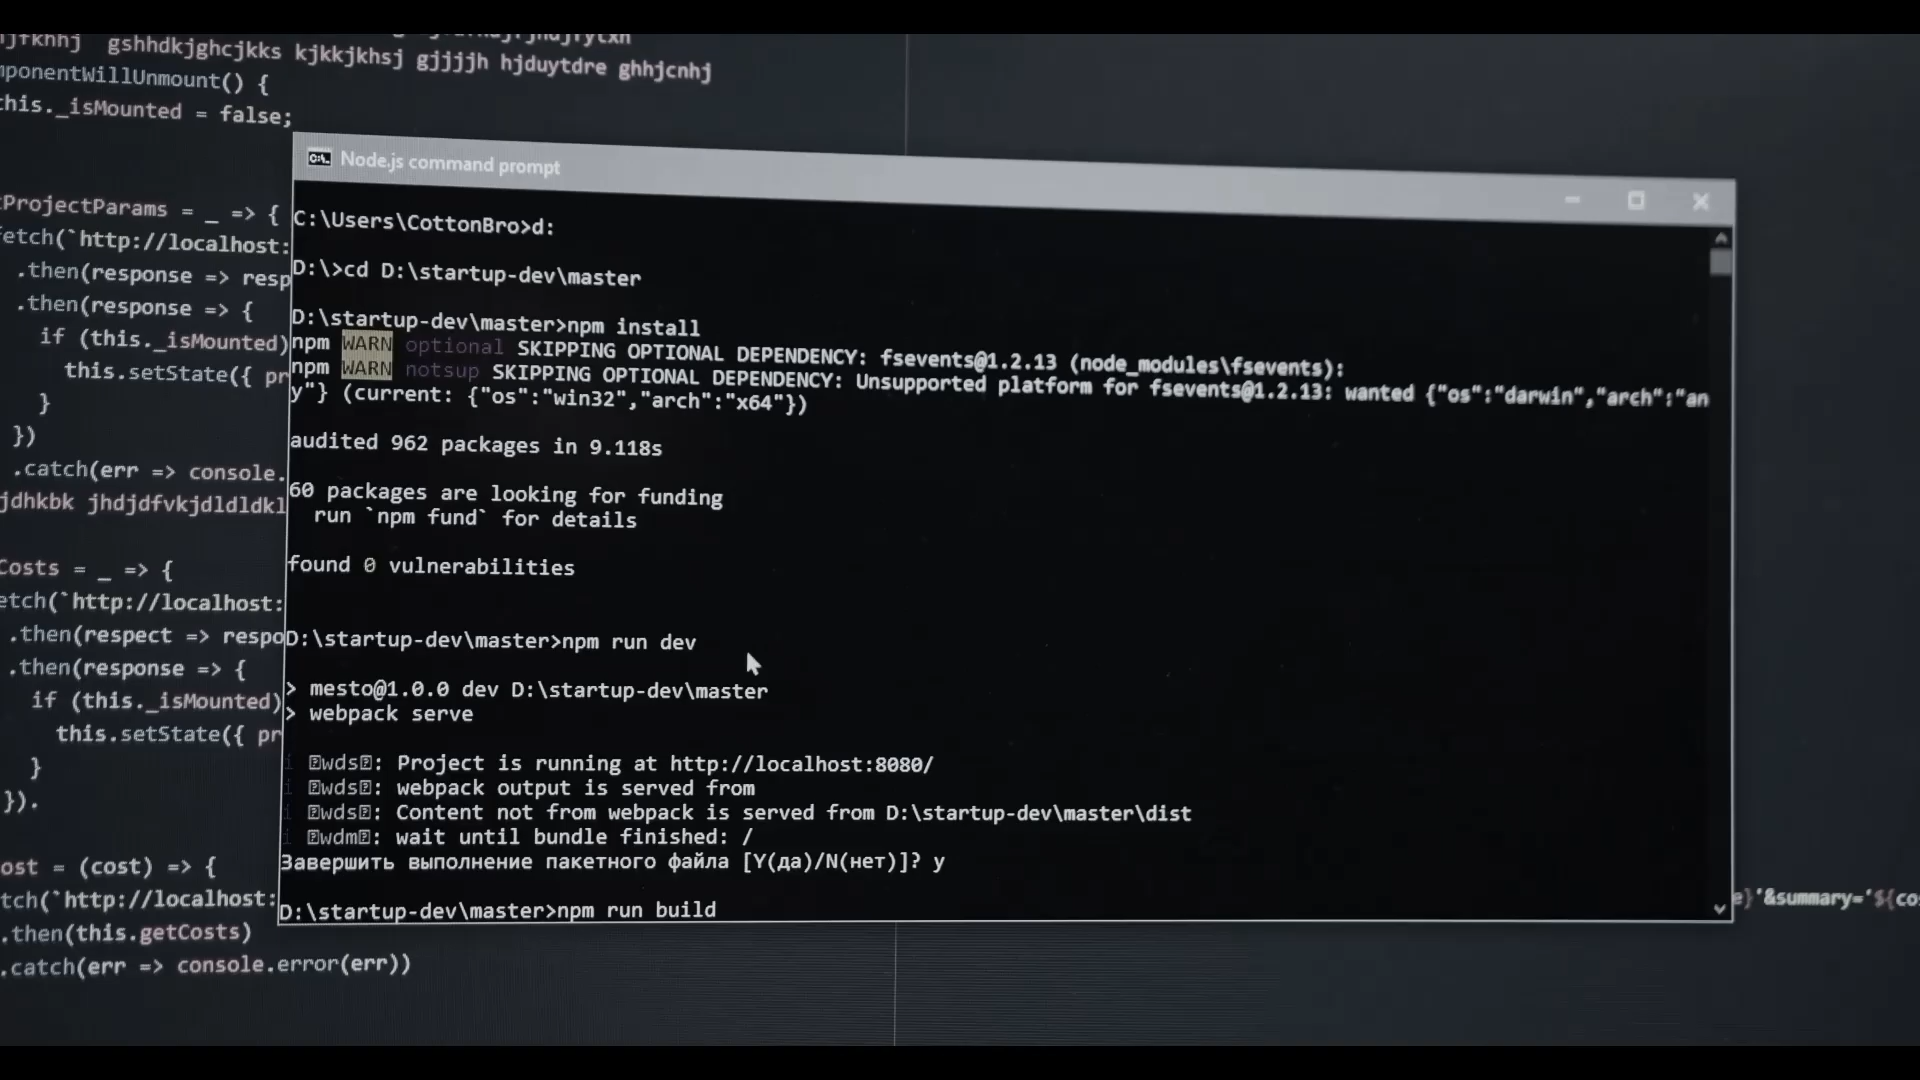 gshhdkjghcjkks kjkkjkhsj gjjjjh hjduytdre ghhjcnhj
mponentWillUnmount() {
this._isMounted = false;
Node.js command prompt
C:\Users\CottonBro>d:
D:\>cd D:\startup-dev\master
D:\startup-dev\master>npm install
npm WARN optional SKIPPING OPTIONAL DEPENDENCY: fsevents@1.2.13 (node_modules\fsevents):
npm WARN notsup SKIPPING OPTIONAL DEPENDENCY: Unsupported platform for fsevents@1.2.13: wanted {"os":"darwin","arch":"an
y"} (current: {"os":"win32","arch":"x64"})
audited 962 packages in 9.118s
60 packages are looking for funding
run `npm fund` for details
found 0 vulnerabilities
D:\startup-dev\master>npm run dev
> mesto@1.0.0 dev D:\startup-dev\master
> webpack serve
i ⍰wds⍰: Project is running at http://localhost:8080/
i ⍰wds⍰: webpack output is served from
i ⍰wds⍰: Content not from webpack is served from D:\startup-dev\master\dist
i ⍰wdm⍰: wait until bundle finished: /
Завершить выполнение пакетного файла [Y(да)/N(нет)]? y
D:\startup-dev\master>npm run build
tProjectParams = _ => {
fetch(`http://localhost:
.then(response => resp
.then(response => {
if (this._isMounted)
this.setState({ pr
}
})
.catch(err => console.
jdhkbk jhdjdfvkjdldldkl
Costs = _ => {
etch(`http://localhost:
.then(respect => respo
.then(response => {
if (this._isMounted)
this.setState({ pr
}
}).
ost = (cost) => {
tch(`http://localhost:
e}'&summary='${co
.then(this.getCosts)
.catch(err => console.error(err))